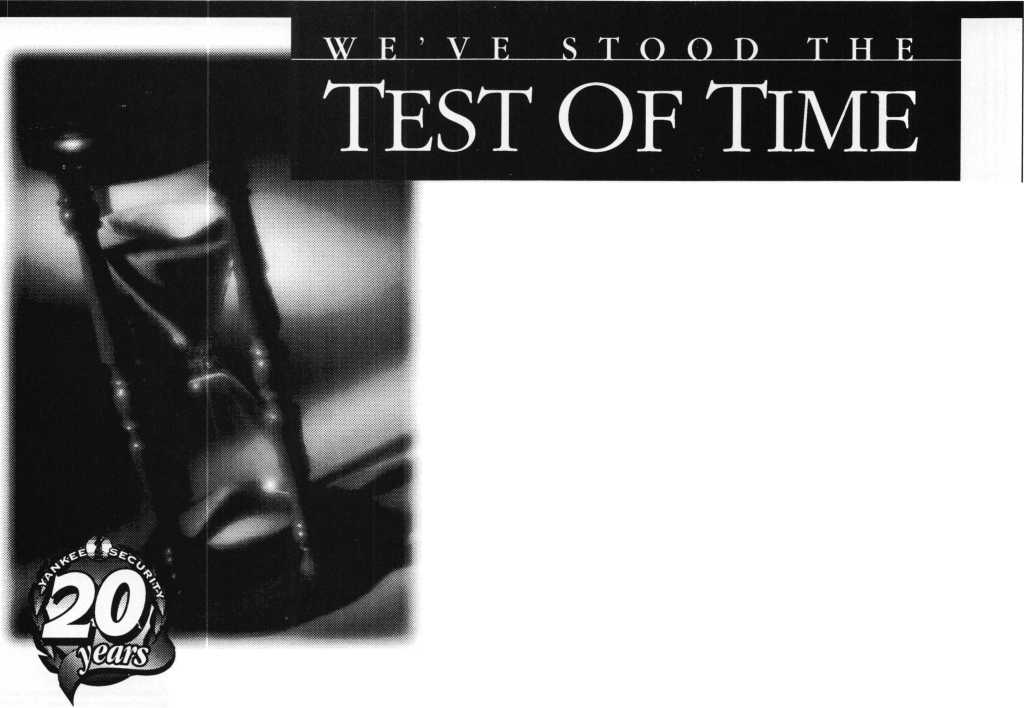 WE'VE STOOD THE
TEST OF TIME
YANKEE SECURITY
20
years